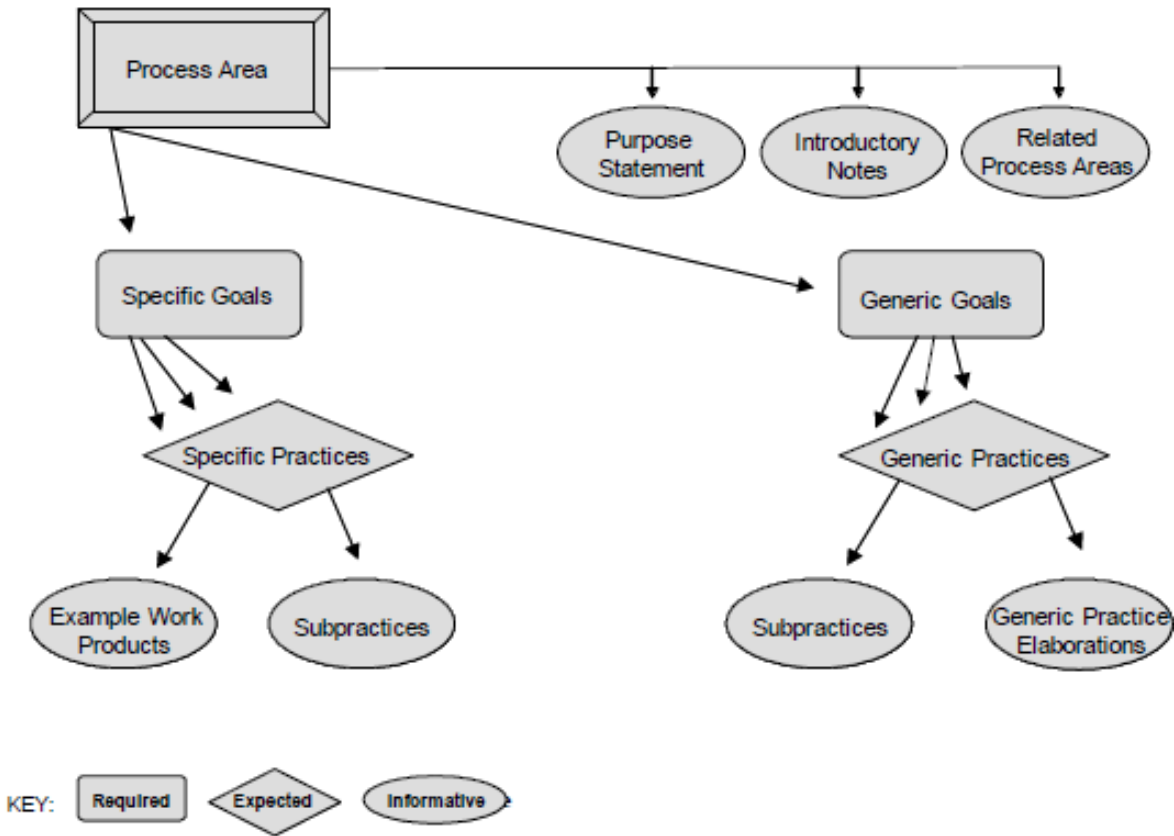 Process Area
Purpose
Statement
Introductory
Notes
Related
Process Areas
Specific Goals
Generic Goals
Specific Practices
Generic Practices
Example Work
Products
Subpractices
Subpractices
Generic Practice
Elaborations
KEY:
Required
Expected
Informative